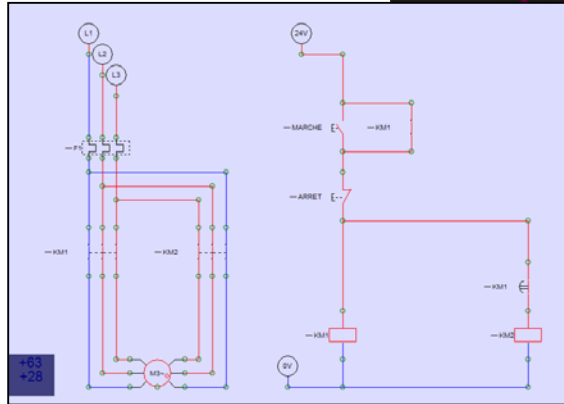 L1
L2
L3
F1
KM1
KM2
M3~
24V
MARCHE
KM1
ARRET
KM1
KM1
KM2
0V
+63
+28